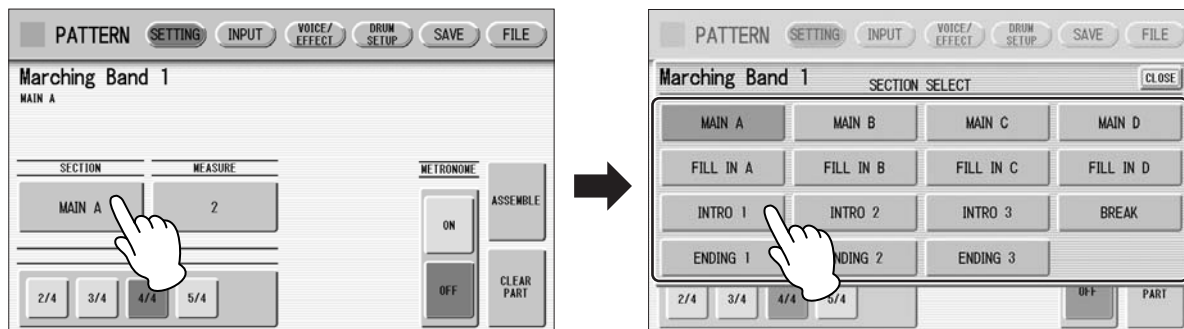 PATTERN SETTING INPUT VOICE/ EFFECT DRUM SETUP SAVE FILE
Marching Band 1
MAIN A
SECTION MEASURE METRONOME
MAIN A 2 ON ASSEMBLE
OFF CLEAR PART
2/4 3/4 4/4 5/4
PATTERN SETTING INPUT VOICE/ EFFECT DRUM SETUP SAVE FILE
Marching Band 1 SECTION SELECT CLOSE
MAIN A MAIN B MAIN C MAIN D
FILL IN A FILL IN B FILL IN C FILL IN D
INTRO 1 INTRO 2 INTRO 3 BREAK
ENDING 1 ENDING 2 ENDING 3
2/4 3/4 4/4 5/4 OFF PART